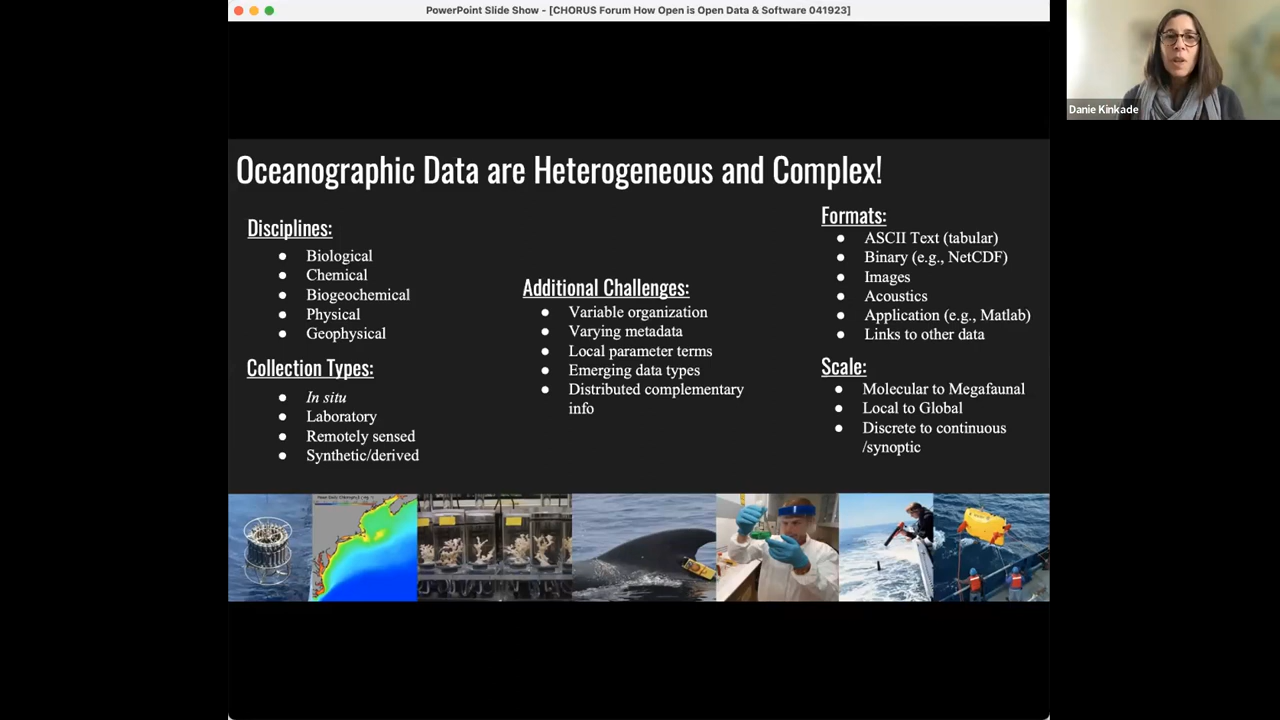 PowerPoint Slide Show - [CHORUS Forum How Open is Open Data & Software 041923]
Danie Kinkade
Oceanographic Data are Heterogeneous and Complex!
Disciplines:
● Biological
● Chemical
● Biogeochemical
● Physical
● Geophysical
Collection Types:
● In situ
● Laboratory
● Remotely sensed
● Synthetic/derived
Additional Challenges:
● Variable organization
● Varying metadata
● Local parameter terms
● Emerging data types
● Distributed complementary
info
Formats:
● ASCII Text (tabular)
● Binary (e.g., NetCDF)
● Images
● Acoustics
● Application (e.g., Matlab)
● Links to other data
Scale:
● Molecular to Megafaunal
● Local to Global
● Discrete to continuous
/synoptic